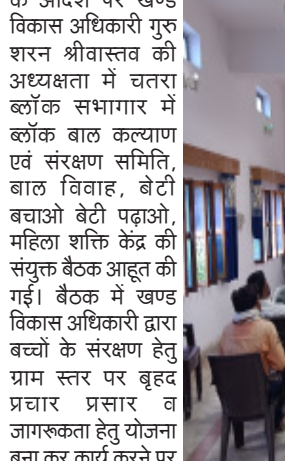 के आदेश पर खण्ड
विकास अधिकारी गुरु
शरन श्रीवास्तव की
अध्यक्षता में चतरा
ब्लॉक सभागार में
ब्लॉक बाल कल्याण
एवं संरक्षण समिति,
बाल विवाह, बेटी
बचाओ बेटी पढ़ाओ,
महिला शक्ति केंद्र की
संयुक्त बैठक आहूत की
गई। बैठक में खण्ड
विकास अधिकारी द्वारा
बच्चों के संरक्षण हेतु
ग्राम स्तर पर बृहद
प्रचार प्रसार व
जागरूकता हेतु योजना
बना कर कार्य करने पर